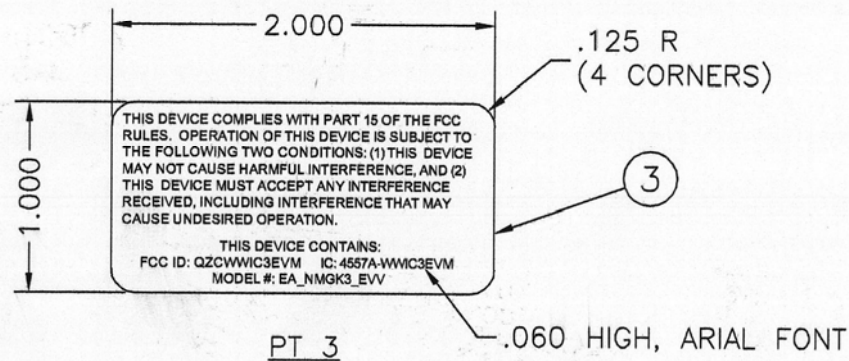 2.000
.125 R
(4 CORNERS)
1.000
THIS DEVICE COMPLIES WITH PART 15 OF THE FCC
RULES. OPERATION OF THIS DEVICE IS SUBJECT TO
THE FOLLOWING TWO CONDITIONS: (1) THIS DEVICE
MAY NOT CAUSE HARMFUL INTERFERENCE, AND (2)
THIS DEVICE MUST ACCEPT ANY INTERFERENCE
RECEIVED, INCLUDING INTERFERENCE THAT MAY
CAUSE UNDESIRED OPERATION.
THIS DEVICE CONTAINS:
FCC ID: QZCWWIC3EVM IC: 4557A-WWIC3EVM
MODEL #: EA_NMGK3_EVV
3
.060 HIGH, ARIAL FONT
PT 3